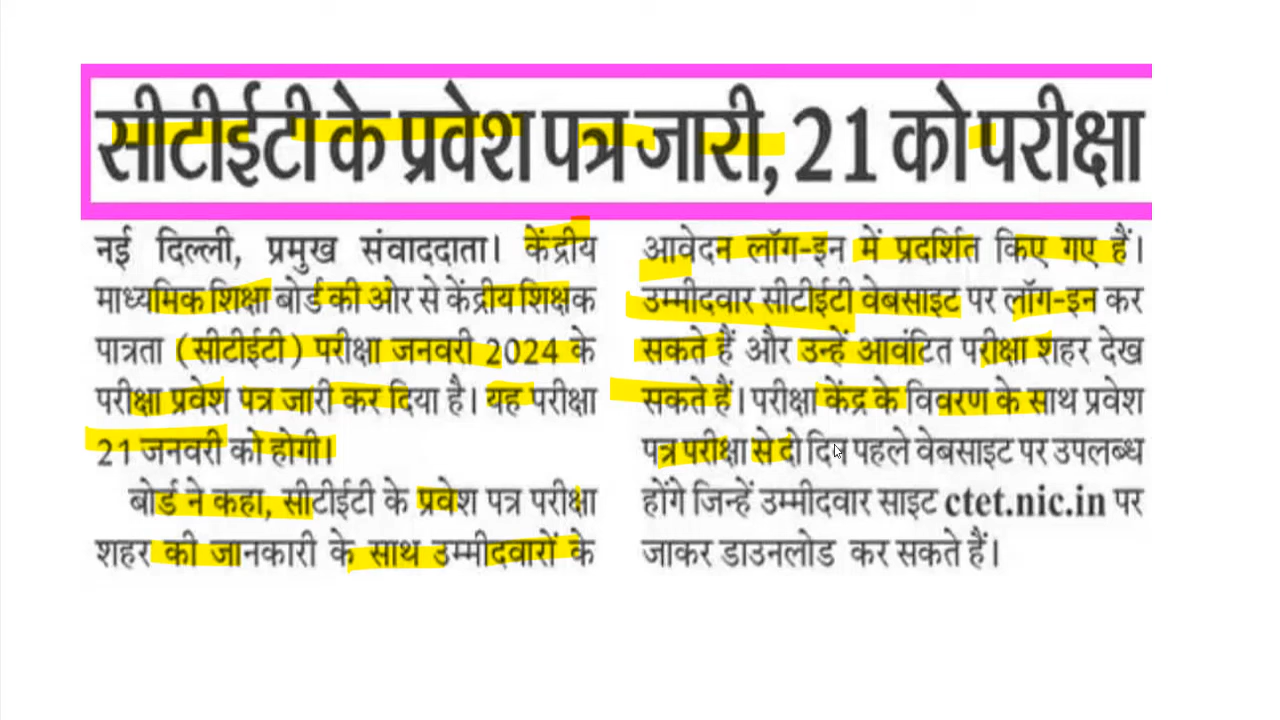 सीटीईटी के प्रवेश पत्र जारी, 21 को परीक्षा
नई दिल्ली, प्रमुख संवाददाता। केंद्रीय
माध्यमिक शिक्षा बोर्ड की ओर से केंद्रीय शिक्षक
पात्रता (सीटीईटी) परीक्षा जनवरी 2024 के
परीक्षा प्रवेश पत्र जारी कर दिया है। यह परीक्षा
21 जनवरी को होगी।
बोर्ड ने कहा, सीटीईटी के प्रवेश पत्र परीक्षा
शहर की जानकारी के साथ उम्मीदवारों के
आवेदन लॉग-इन में प्रदर्शित किए गए हैं।
उम्मीदवार सीटीईटी वेबसाइट पर लॉग-इन कर
सकते हैं और उन्हें आवंटित परीक्षा शहर देख
सकते हैं। परीक्षा केंद्र के विवरण के साथ प्रवेश
पत्र परीक्षा से दो दिन पहले वेबसाइट पर उपलब्ध
होंगे जिन्हें उम्मीदवार साइट ctet.nic.in पर
जाकर डाउनलोड कर सकते हैं।